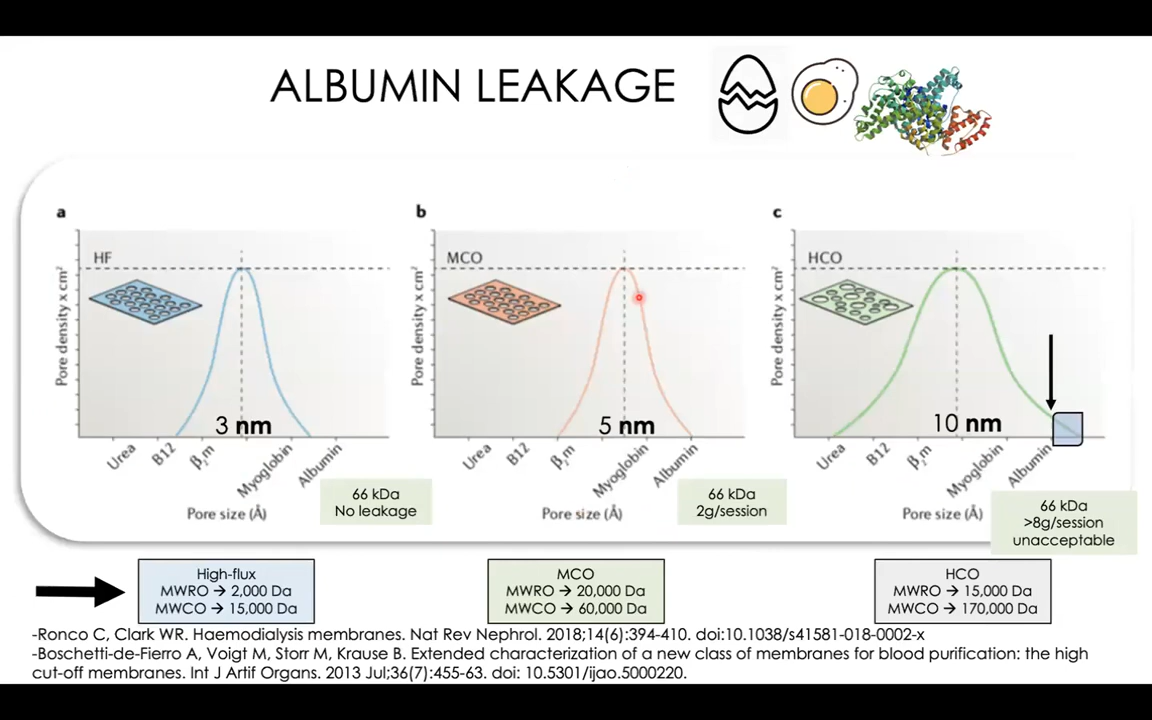 ALBUMIN LEAKAGE
a
HF
Pore density x cm²
3 nm
Urea
B12
β₂m
Myoglobin
Albumin
Pore size (Å)
66 kDa
No leakage
b
MCO
Pore density x cm²
5 nm
Urea
B12
β₂m
Myoglobin
Albumin
Pore size (Å)
66 kDa
2g/session
c
HCO
Pore density x cm²
10 nm
Urea
B12
β₂m
Myoglobin
Albumin
Pore size (Å)
66 kDa
>8g/session
unacceptable
High-flux
MWRO → 2,000 Da
MWCO → 15,000 Da
MCO
MWRO → 20,000 Da
MWCO → 60,000 Da
HCO
MWRO → 15,000 Da
MWCO → 170,000 Da
-Ronco C, Clark WR. Haemodialysis membranes. Nat Rev Nephrol. 2018;14(6):394-410. doi:10.1038/s41581-018-0002-x
-Boschetti-de-Fierro A, Voigt M, Storr M, Krause B. Extended characterization of a new class of membranes for blood purification: the high
cut-off membranes. Int J Artif Organs. 2013 Jul;36(7):455-63. doi: 10.5301/ijao.5000220.